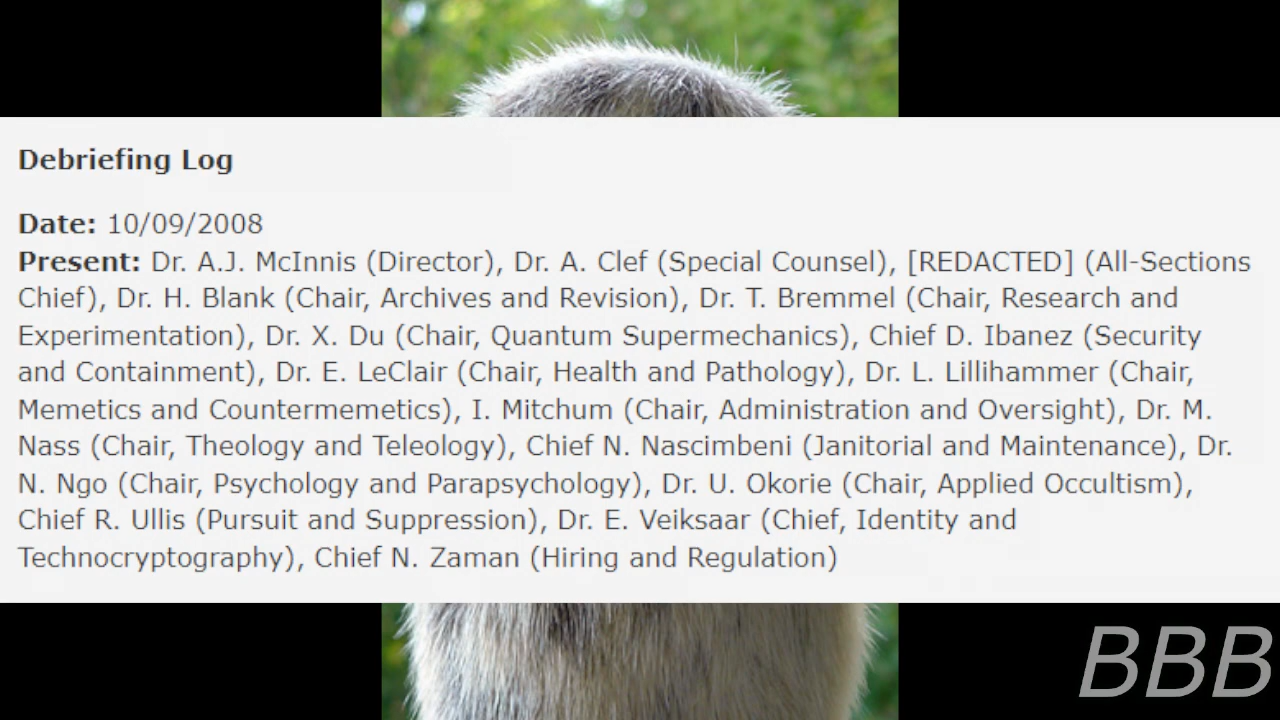 Debriefing Log
Date: 10/09/2008
Present: Dr. A.J. McInnis (Director), Dr. A. Clef (Special Counsel), [REDACTED] (All-Sections
Chief), Dr. H. Blank (Chair, Archives and Revision), Dr. T. Bremmel (Chair, Research and
Experimentation), Dr. X. Du (Chair, Quantum Supermechanics), Chief D. Ibanez (Security
and Containment), Dr. E. LeClair (Chair, Health and Pathology), Dr. L. Lillihammer (Chair,
Memetics and Countermemetics), I. Mitchum (Chair, Administration and Oversight), Dr. M.
Nass (Chair, Theology and Teleology), Chief N. Nascimbeni (Janitorial and Maintenance), Dr.
N. Ngo (Chair, Psychology and Parapsychology), Dr. U. Okorie (Chair, Applied Occultism),
Chief R. Ullis (Pursuit and Suppression), Dr. E. Veiksaar (Chief, Identity and
Technocryptography), Chief N. Zaman (Hiring and Regulation)
BBB